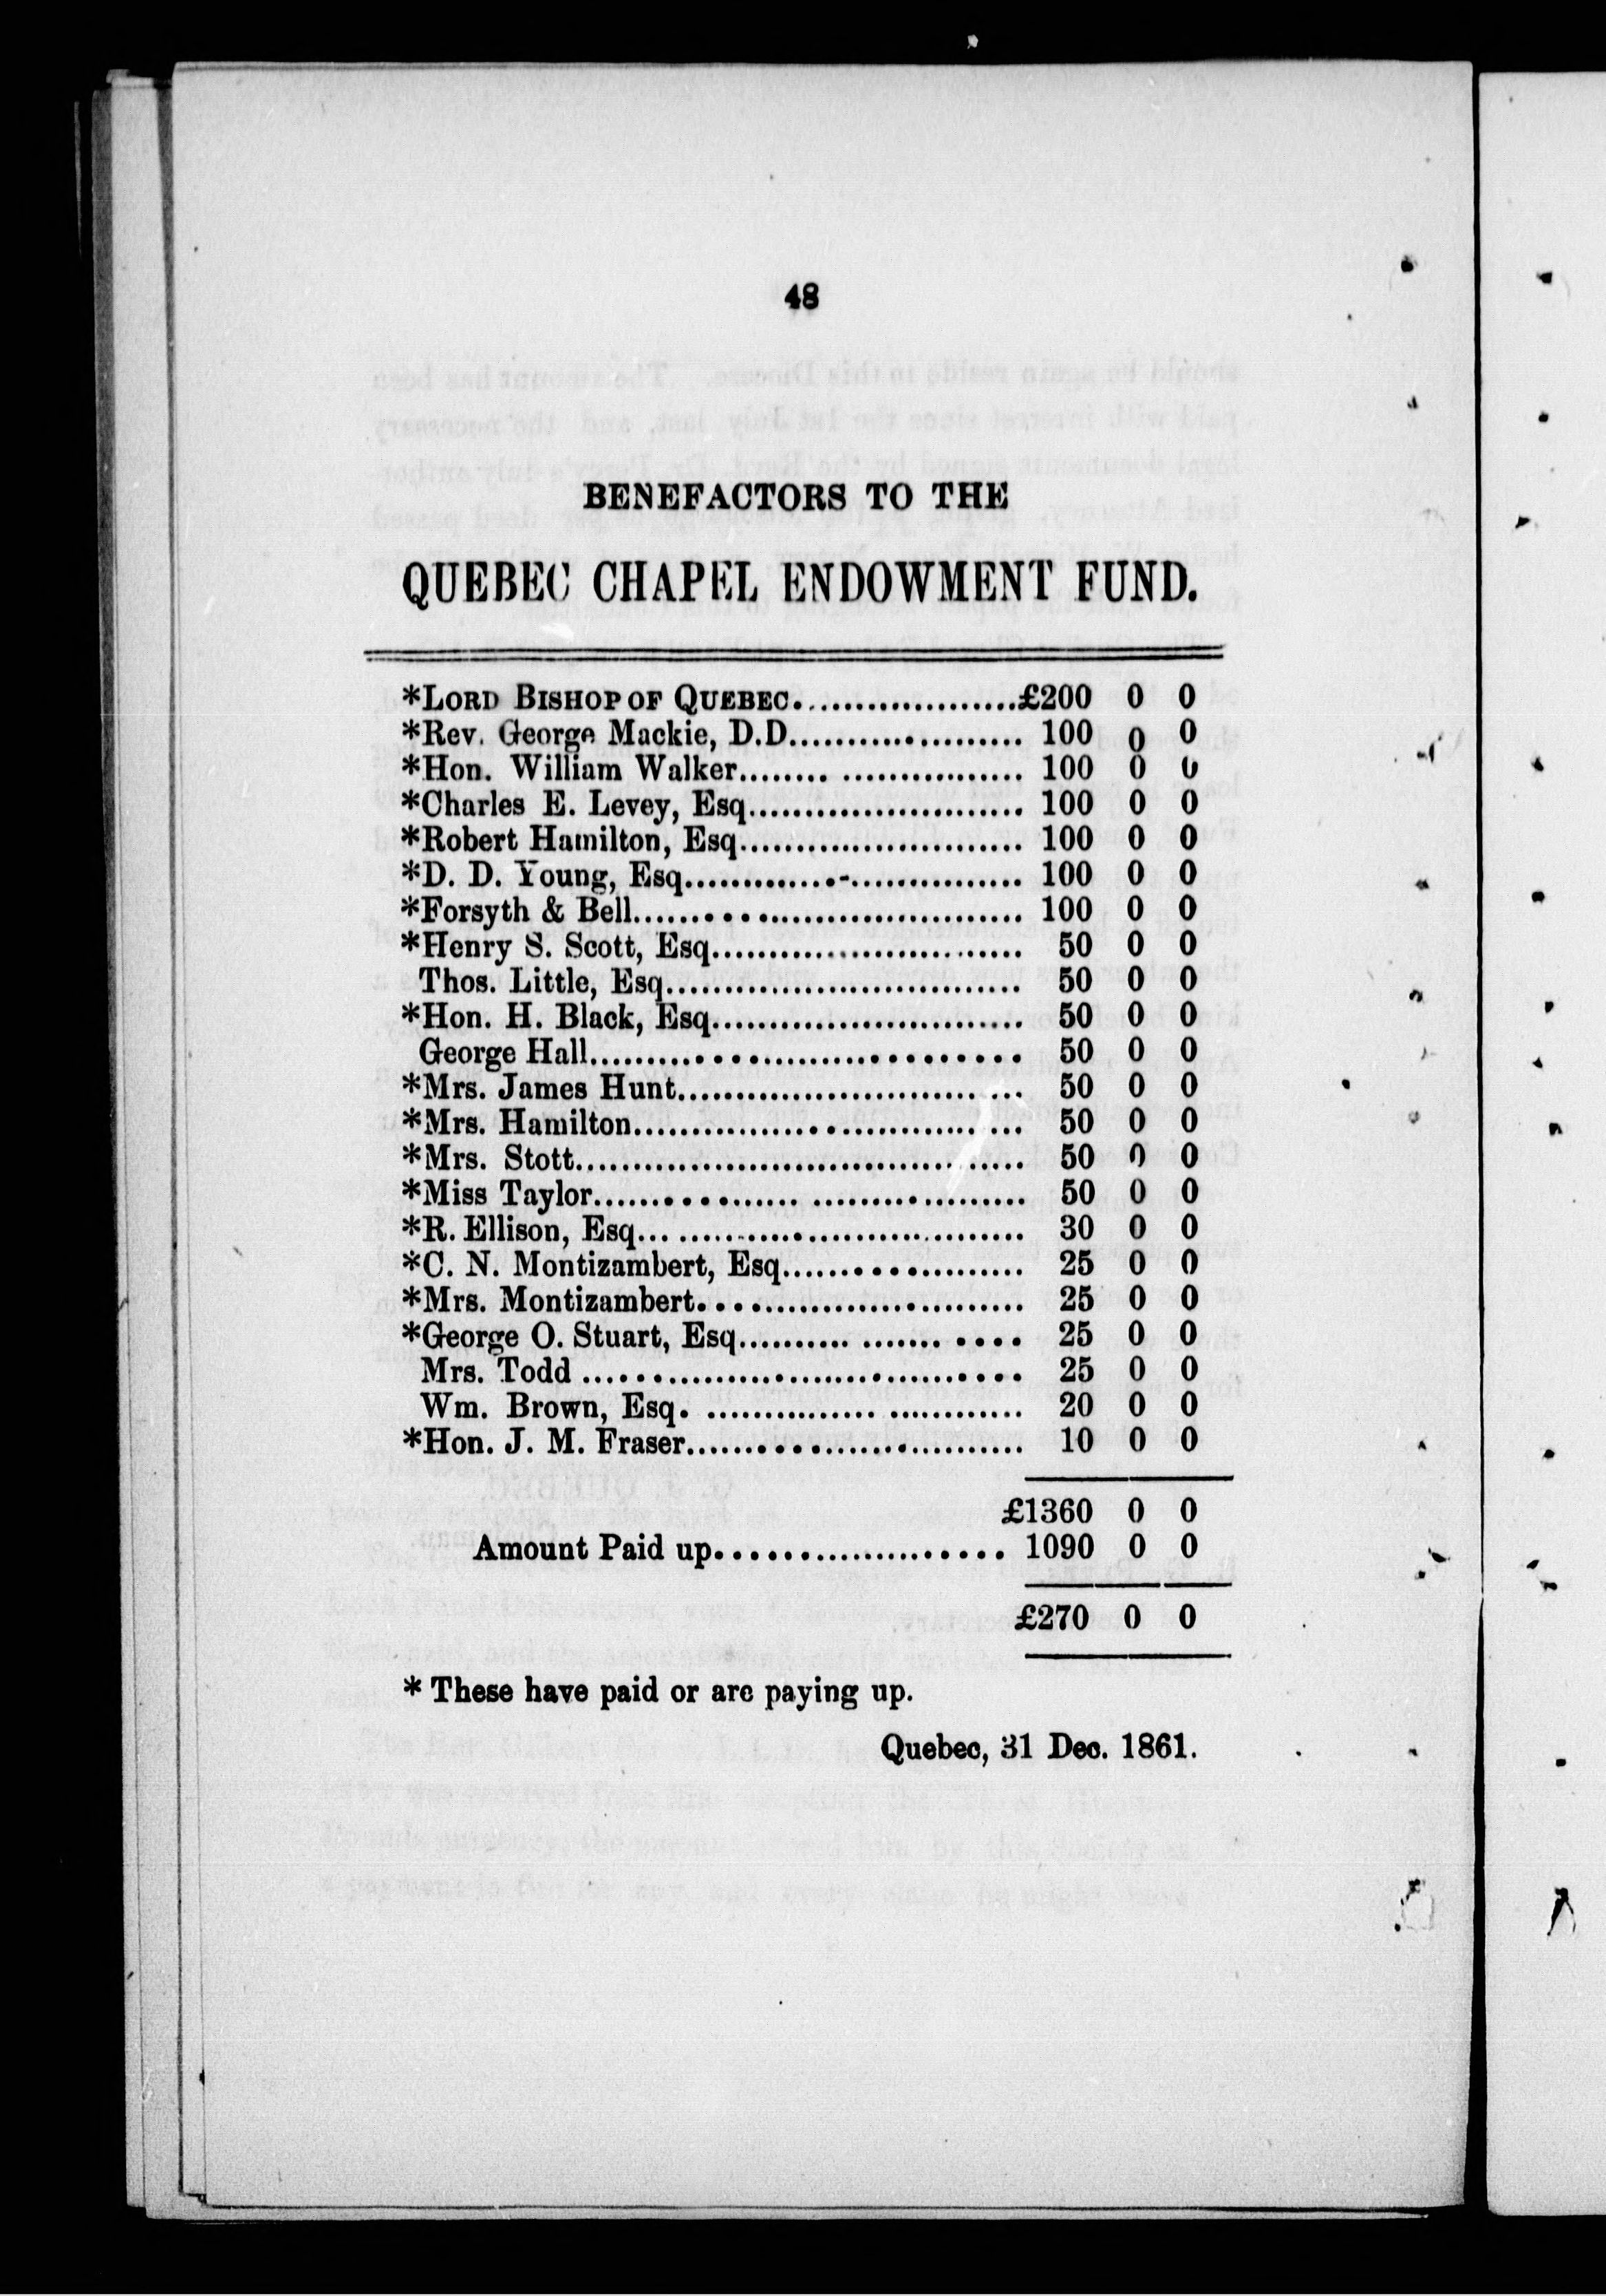 48
BENEFACTORS TO THE
QUEBEC CHAPEL ENDOWMENT FUND.
*LORD BISHOP OF QUEBEC....................£200 0 0
*Rev. George Mackie, D.D.................... 100 0 0
*Hon. William Walker........................ 100 0 0
*Charles E. Levey, Esq........................ 100 0 0
*Robert Hamilton, Esq......................... 100 0 0
*D. D. Young, Esq.............-............... 100 0 0
*Forsyth & Bell.................................. 100 0 0
*Henry S. Scott, Esq........................... 50 0 0
Thos. Little, Esq............................... 50 0 0
*Hon. H. Black, Esq........................... 50 0 0
George Hall..................................... 50 0 0
*Mrs. James Hunt............................. 50 0 0
*Mrs. Hamilton................................. 50 0 0
*Mrs. Stott....................................... 50 0 0
*Miss Taylor..................................... 50 0 0
*R. Ellison, Esq................................. 30 0 0
*C. N. Montizambert, Esq..................... 25 0 0
*Mrs. Montizambert............................ 25 0 0
*George O. Stuart, Esq.......... ....... .... 25 0 0
Mrs. Todd ...................................... 25 0 0
Wm. Brown, Esq. ............... ............ 20 0 0
*Hon. J. M. Fraser............................. 10 0 0
£1360 0 0
Amount Paid up..................... 1090 0 0
£270 0 0
* These have paid or are paying up.
Quebec, 31 Dec. 1861.